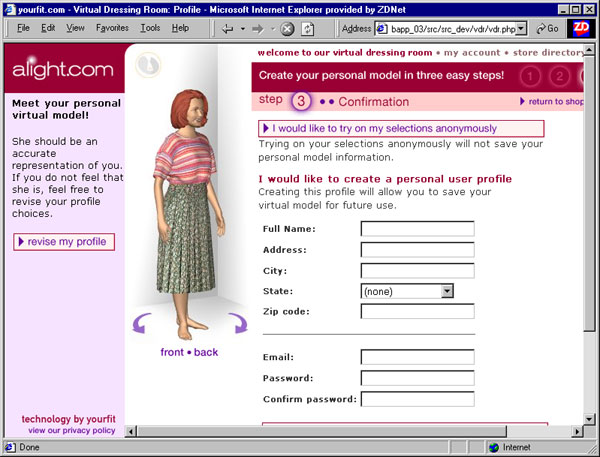 yourfit.com - Virtual Dressing Room: Profile - Microsoft Internet Explorer provided by ZDNet
File Edit View Favorites Tools Help
Address bapp_03/src/src_dev/vdr/vdr.php Go
ZD
alight.com
welcome to our virtual dressing room • my account • store directory
Create your personal model in three easy steps! 1 2
step 3 •• Confirmation
return to shop
Meet your personal
virtual model!
She should be an
accurate
representation of you.
If you do not feel that
she is, feel free to
revise your profile
choices.
revise my profile
front • back
I would like to try on my selections anonymously
Trying on your selections anonymously will not save your
personal model information.
I would like to create a personal user profile
Creating this profile will allow you to save your
virtual model for future use.
Full Name:
Address:
City:
State: (none)
Zip code:
Email:
Password:
Confirm password:
technology by yourfit
view our privacy policy
Done
Internet